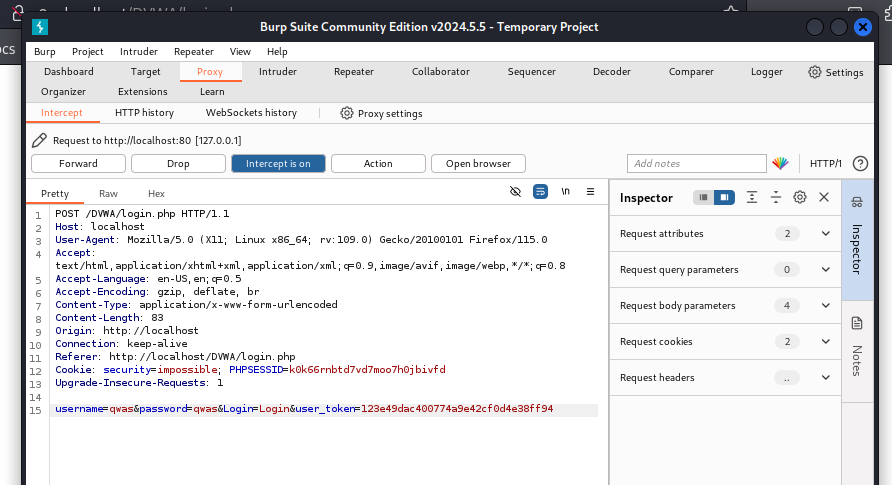 Burp Suite Community Edition v2024.5.5 - Temporary Project
ocs
Burp Project Intruder Repeater View Help
Dashboard Target Proxy Intruder Repeater Collaborator Sequencer Decoder Comparer Logger Settings
Organizer Extensions Learn
Intercept HTTP history WebSockets history Proxy settings
Request to http://localhost:80 [127.0.0.1]
Forward Drop Intercept is on Action Open browser Add notes HTTP/1 ?
Pretty Raw Hex \n
Inspector
1 POST /DVWA/login.php HTTP/1.1
2 Host: localhost
3 User-Agent: Mozilla/5.0 (X11; Linux x86_64; rv:109.0) Gecko/20100101 Firefox/115.0
4 Accept:
text/html,application/xhtml+xml,application/xml;q=0.9,image/avif,image/webp,*/*;q=0.8
5 Accept-Language: en-US,en;q=0.5
6 Accept-Encoding: gzip, deflate, br
7 Content-Type: application/x-www-form-urlencoded
8 Content-Length: 83
9 Origin: http://localhost
10 Connection: keep-alive
11 Referer: http://localhost/DVWA/login.php
12 Cookie: security=impossible; PHPSESSID=k0k66rnbtd7vd7moo7h0jbivfd
13 Upgrade-Insecure-Requests: 1
14
15 username=qwas&password=qwas&Login=Login&user_token=123e49dac400774a9e42cf0d4e38ff94
Request attributes 2
Request query parameters 0
Request body parameters 4
Request cookies 2
Request headers ..
Inspector
Notes